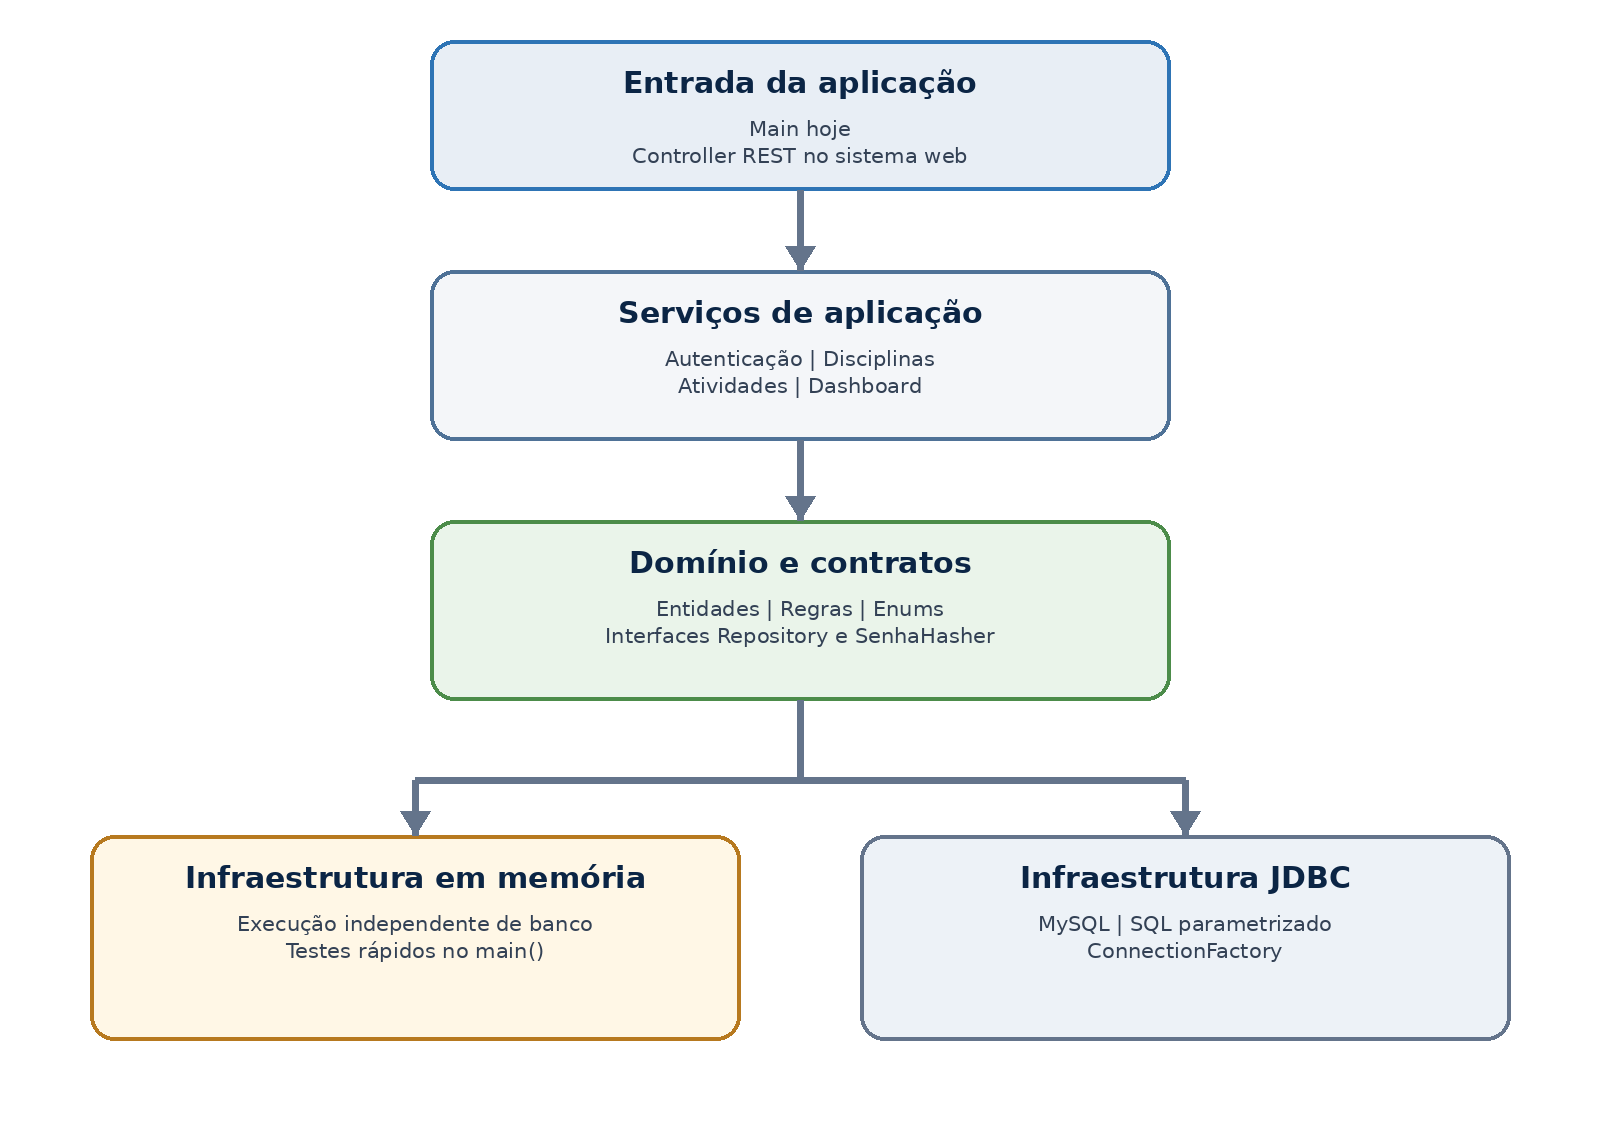 Entrada da aplicação
Main hoje
Controller REST no sistema web
Serviços de aplicação
Autenticação | Disciplinas
Atividades | Dashboard
Domínio e contratos
Entidades | Regras | Enums
Interfaces Repository e SenhaHasher
Infraestrutura em memória
Execução independente de banco
Testes rápidos no main()
Infraestrutura JDBC
MySQL | SQL parametrizado
ConnectionFactory